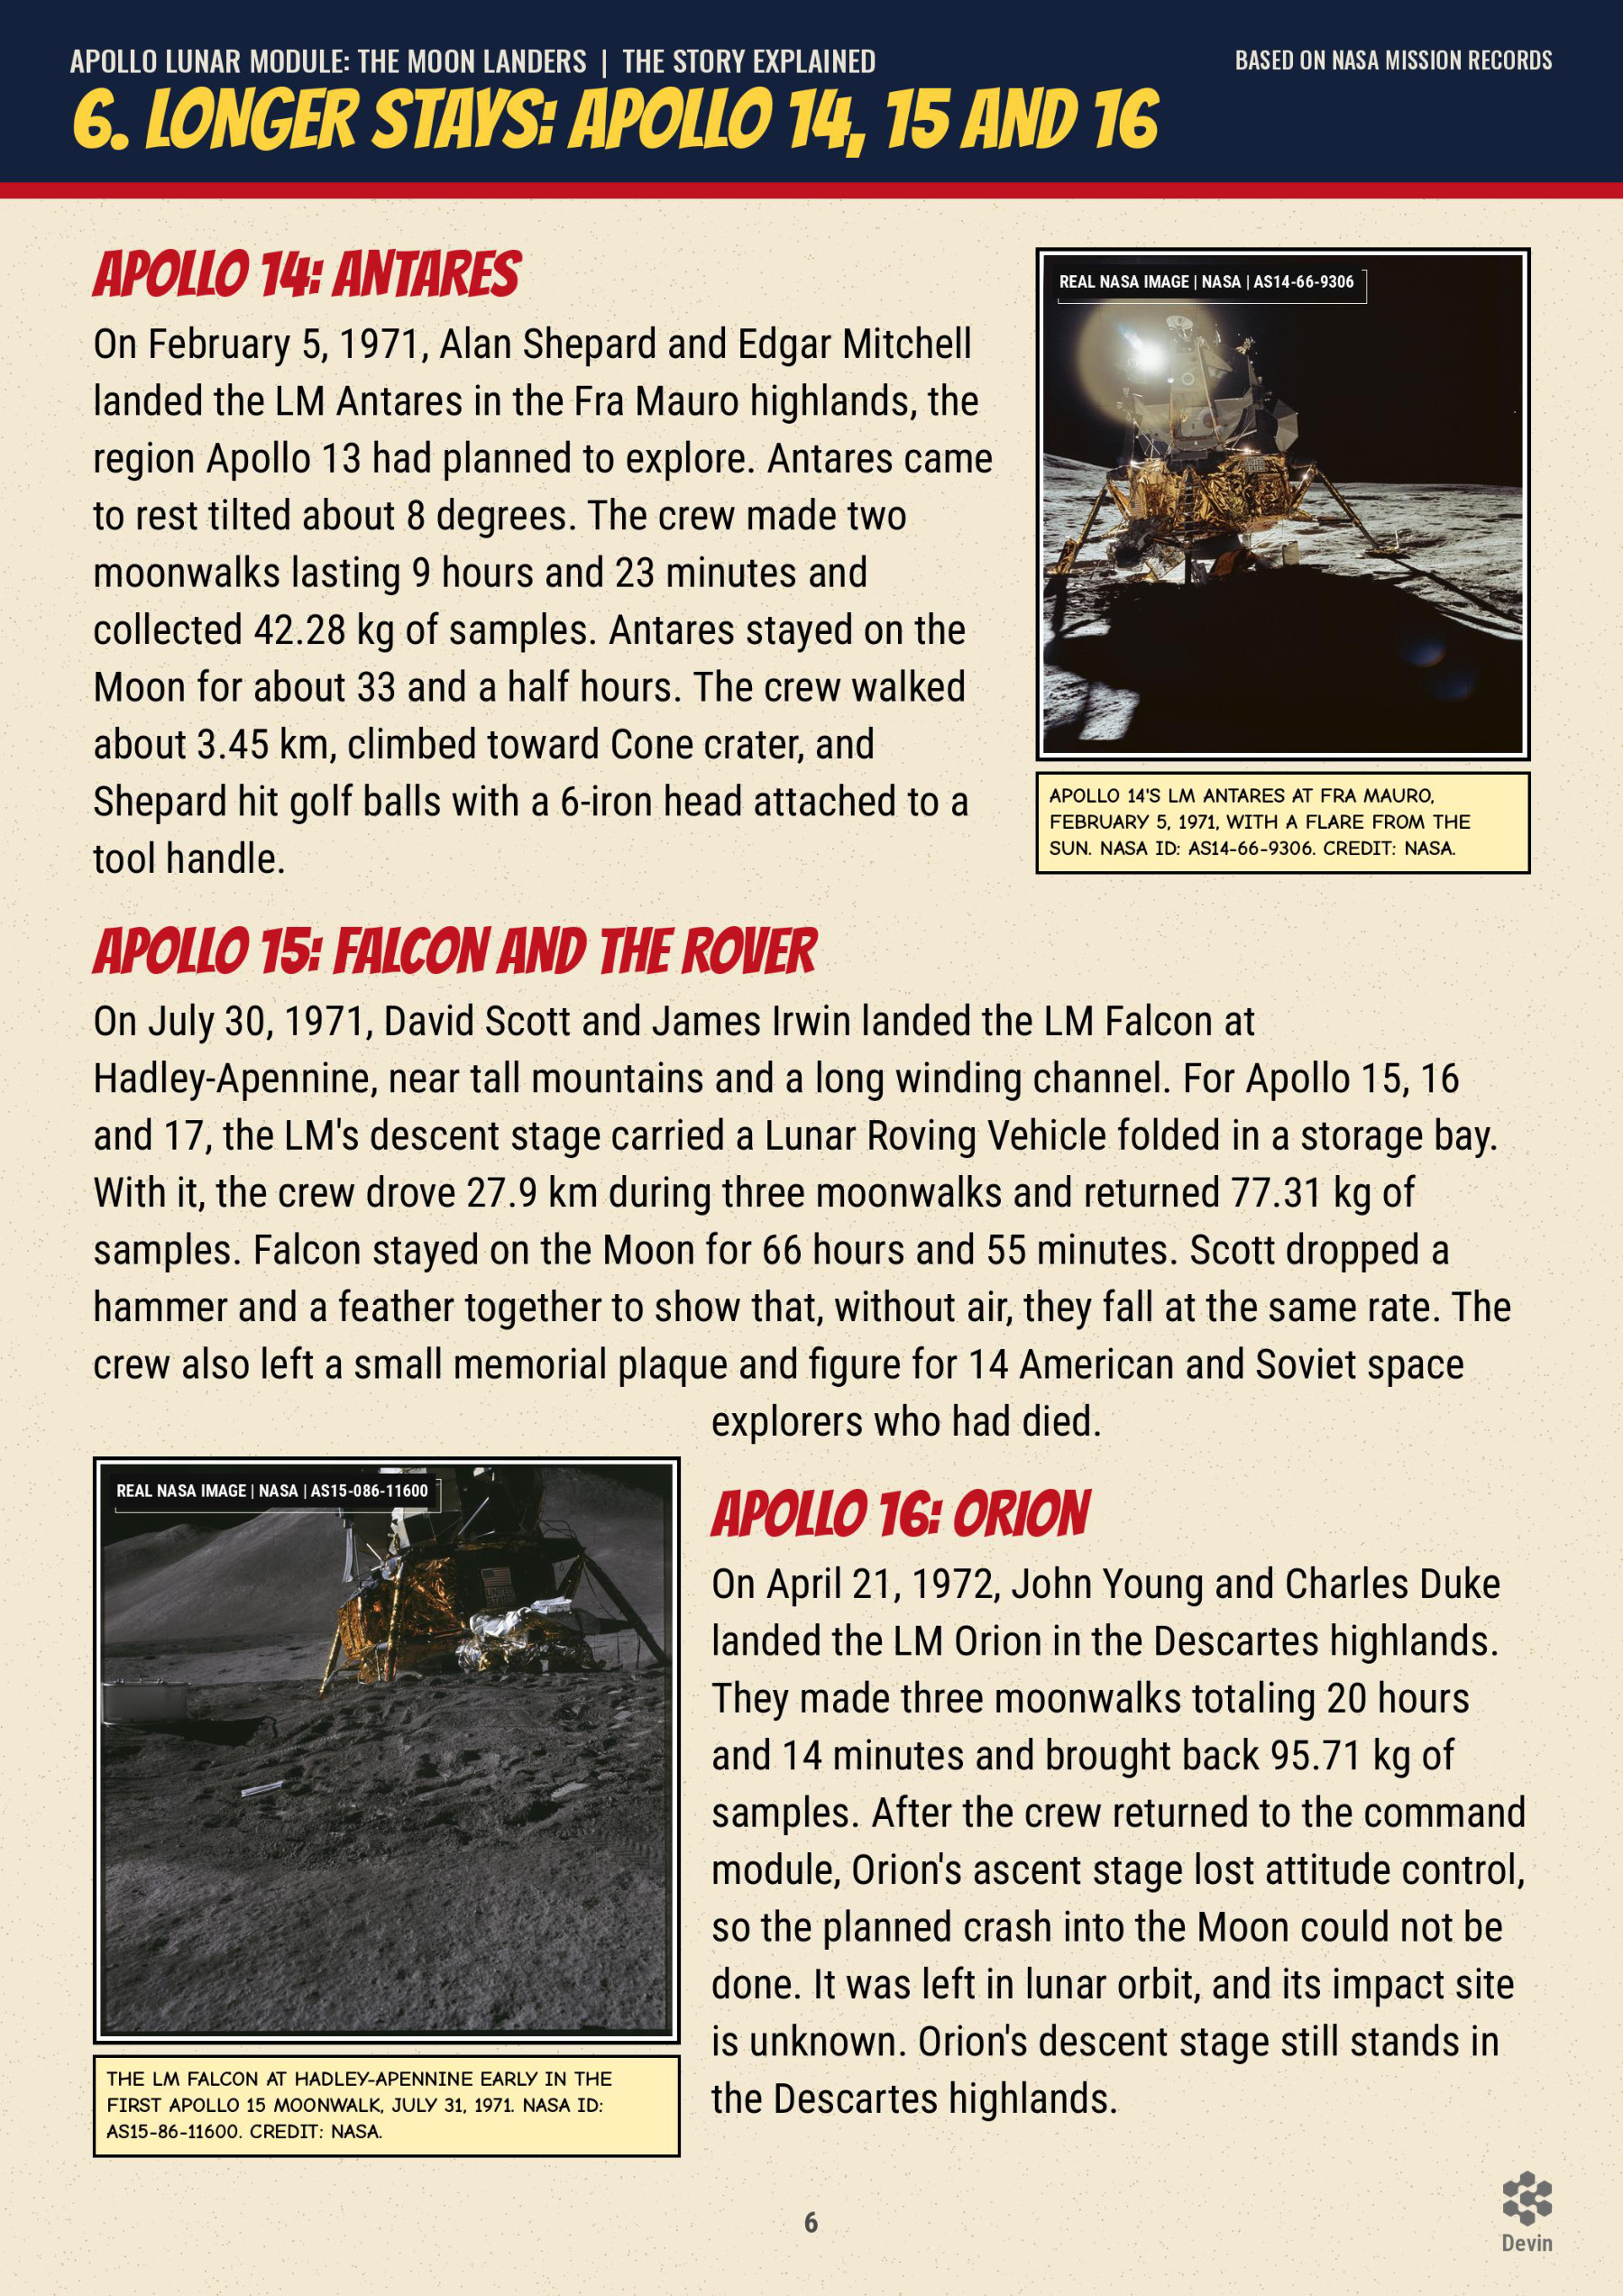 APOLLO LUNAR MODULE: THE MOON LANDERS | THE STORY EXPLAINED
BASED ON NASA MISSION RECORDS
6. LONGER STAYS: APOLLO 14, 15 AND 16
APOLLO 14: ANTARES
On February 5, 1971, Alan Shepard and Edgar Mitchell
landed the LM Antares in the Fra Mauro highlands, the
region Apollo 13 had planned to explore. Antares came
to rest tilted about 8 degrees. The crew made two
moonwalks lasting 9 hours and 23 minutes and
collected 42.28 kg of samples. Antares stayed on the
Moon for about 33 and a half hours. The crew walked
about 3.45 km, climbed toward Cone crater, and
Shepard hit golf balls with a 6-iron head attached to a
tool handle.
REAL NASA IMAGE | NASA | AS14-66-9306
APOLLO 14'S LM ANTARES AT FRA MAURO,
FEBRUARY 5, 1971, WITH A FLARE FROM THE
SUN. NASA ID: AS14-66-9306. CREDIT: NASA.
APOLLO 15: FALCON AND THE ROVER
On July 30, 1971, David Scott and James Irwin landed the LM Falcon at
Hadley-Apennine, near tall mountains and a long winding channel. For Apollo 15, 16
and 17, the LM's descent stage carried a Lunar Roving Vehicle folded in a storage bay.
With it, the crew drove 27.9 km during three moonwalks and returned 77.31 kg of
samples. Falcon stayed on the Moon for 66 hours and 55 minutes. Scott dropped a
hammer and a feather together to show that, without air, they fall at the same rate. The
crew also left a small memorial plaque and figure for 14 American and Soviet space
explorers who had died.
REAL NASA IMAGE | NASA | AS15-086-11600
UNITED
STATES
THE LM FALCON AT HADLEY-APENNINE EARLY IN THE
FIRST APOLLO 15 MOONWALK, JULY 31, 1971. NASA ID:
AS15-86-11600. CREDIT: NASA.
APOLLO 16: ORION
On April 21, 1972, John Young and Charles Duke
landed the LM Orion in the Descartes highlands.
They made three moonwalks totaling 20 hours
and 14 minutes and brought back 95.71 kg of
samples. After the crew returned to the command
module, Orion's ascent stage lost attitude control,
so the planned crash into the Moon could not be
done. It was left in lunar orbit, and its impact site
is unknown. Orion's descent stage still stands in
the Descartes highlands.
6
Devin